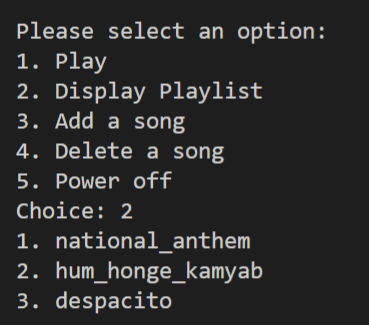 Please select an option:
1. Play
2. Display Playlist
3. Add a song
4. Delete a song
5. Power off
Choice: 2
1. national_anthem
2. hum_honge_kamyab
3. despacito